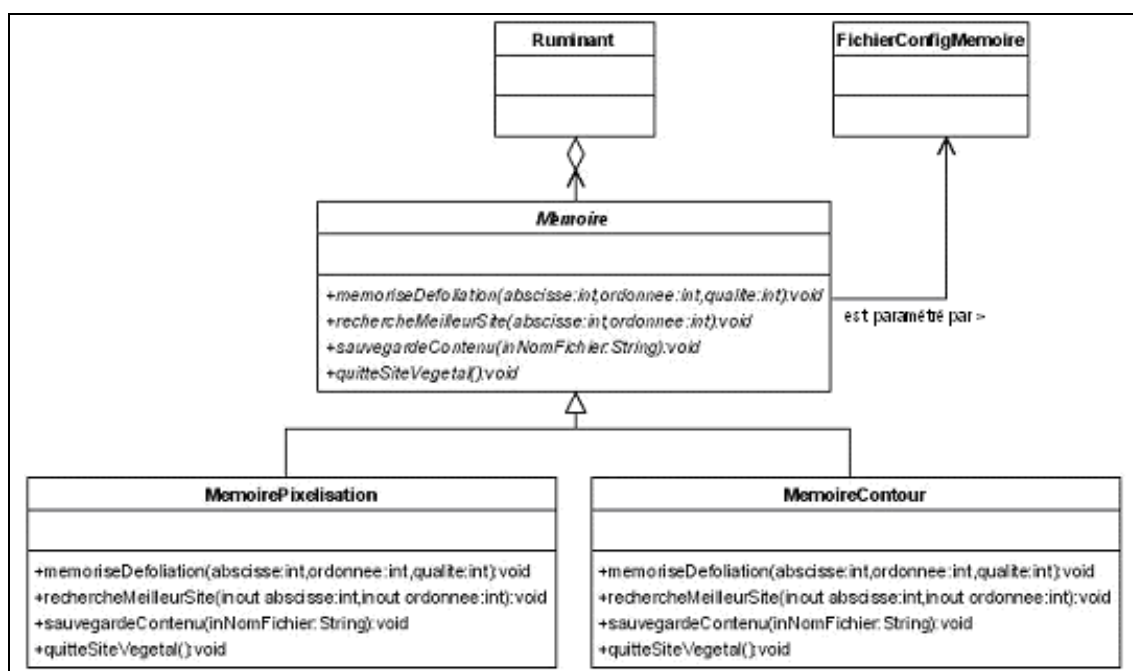 Ruminant
FichierConfigMemoire
Memoire
+memoriseDefoliation(abscisse:int,ordonnee:int,qualite:int):void
+rechercheMeilleurSite(abscisse:int,ordonnee:int):void
+sauvegardeContenu(inNomFichier:String):void
+quitteSiteVegetal():void
est paramétré par >
MemoirePixelisation
+memoriseDefoliation(abscisse:int,ordonnee:int,qualite:int):void
+rechercheMeilleurSite(inout abscisse:int,inout ordonnee:int):void
+sauvegardeContenu(inNomFichier:String):void
+quitteSiteVegetal():void
MemoireContour
+memoriseDefoliation(abscisse:int,ordonnee:int,qualite:int):void
+rechercheMeilleurSite(inout abscisse:int,inout ordonnee:int):void
+sauvegardeContenu(inNomFichier:String):void
+quitteSiteVegetal():void